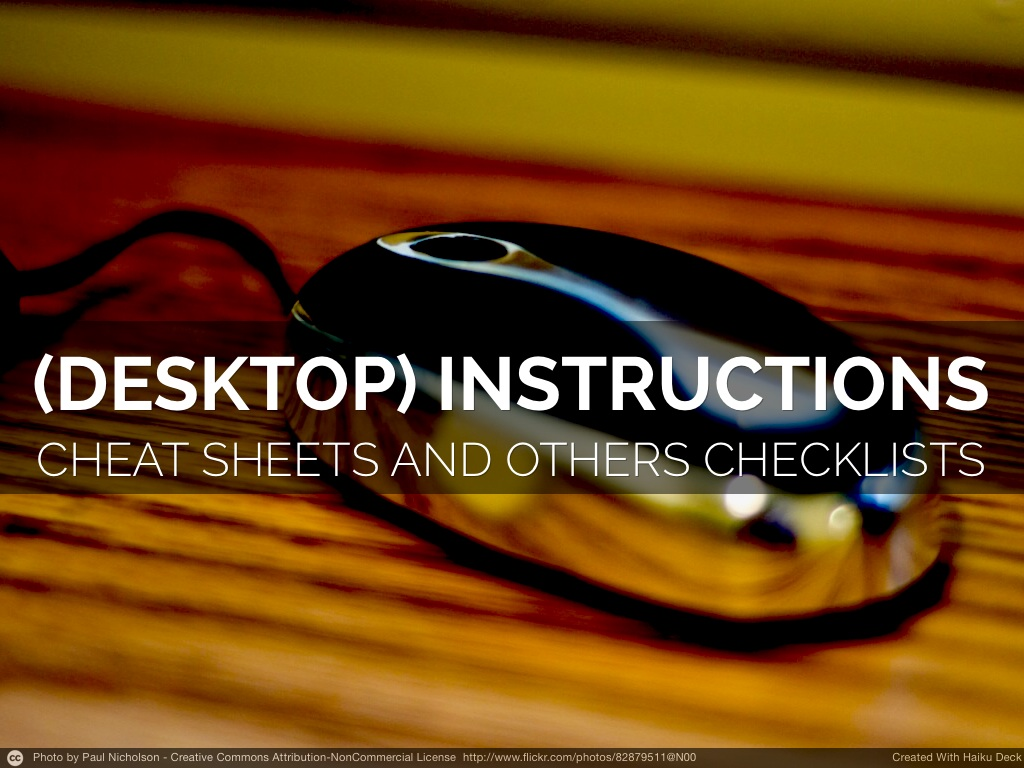 (DESKTOP) INSTRUCTIONS
CHEAT SHEETS AND OTHERS CHECKLISTS
cc Photo by Paul Nicholson - Creative Commons Attribution-NonCommercial License http://www.flickr.com/photos/82879511@N00 Created With Haiku Deck